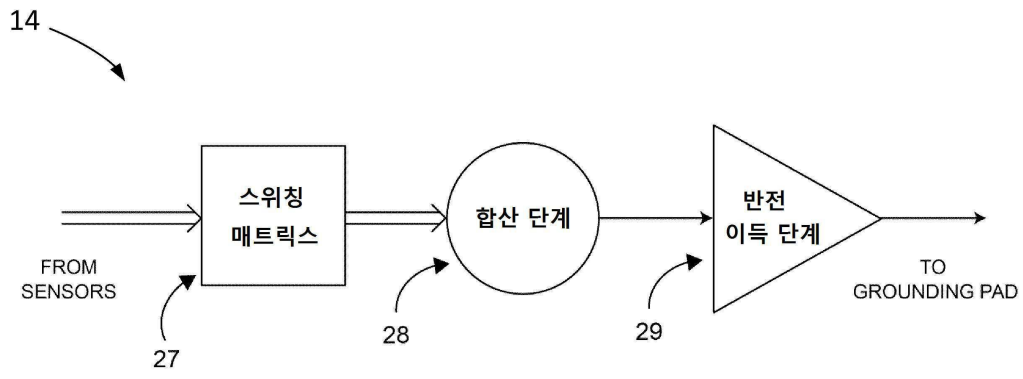 14
스위칭
매트릭스
합산 단계
반전
이득 단계
FROM
SENSORS
TO
GROUNDING PAD
27
28
29